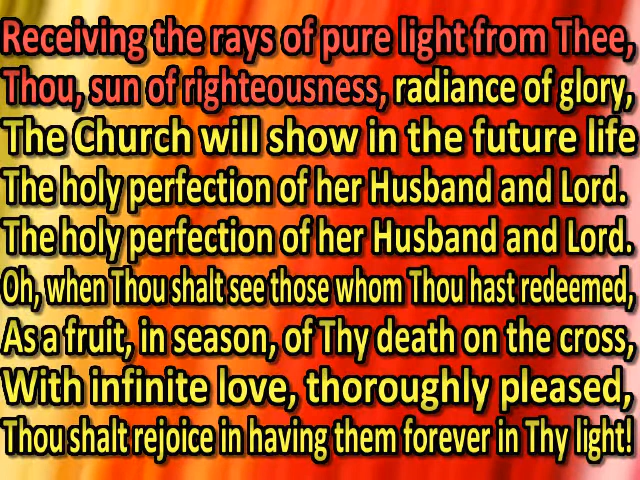 Receiving the rays of pure light from Thee,
Thou, sun of righteousness, radiance of glory,
The Church will show in the future life
The holy perfection of her Husband and Lord.
The holy perfection of her Husband and Lord.
Oh, when Thou shalt see those whom Thou hast redeemed,
As a fruit, in season, of Thy death on the cross,
With infinite love, thoroughly pleased,
Thou shalt rejoice in having them forever in Thy light!